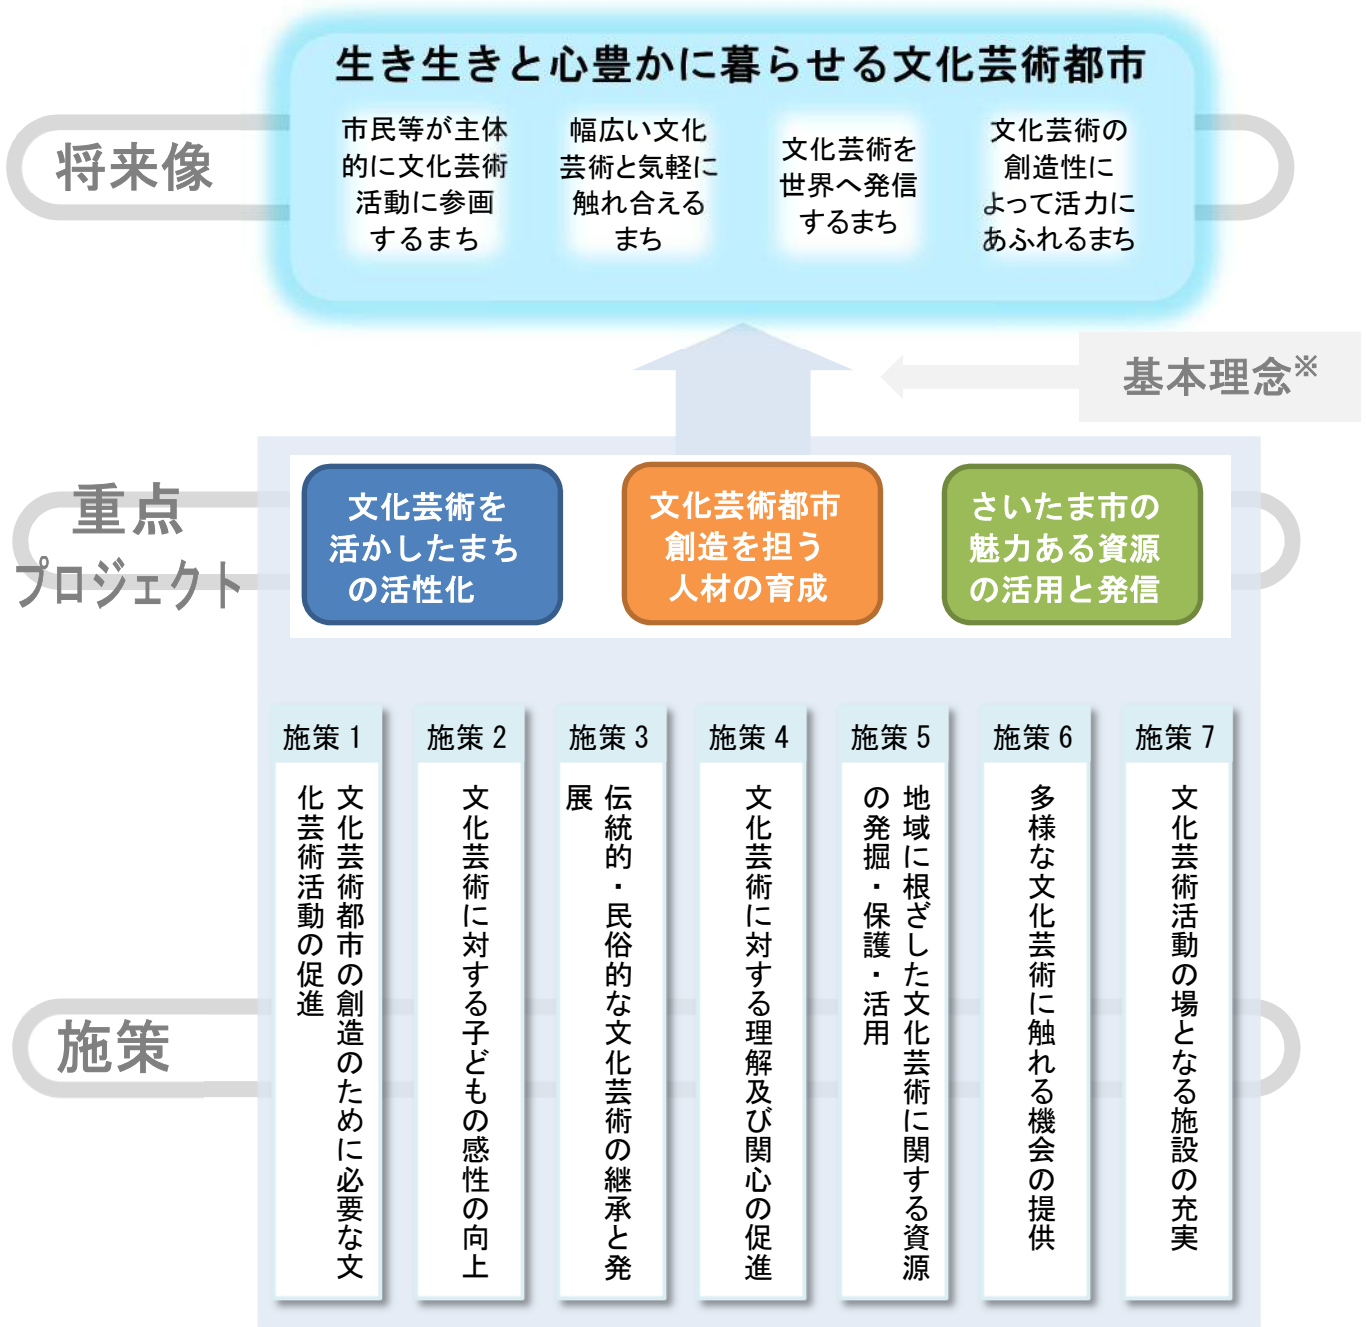 生き生きと心豊かに暮らせる文化芸術都市
将来像
市民等が主体
的に文化芸術
活動に参画
するまち
幅広い文化
芸術と気軽に
触れ合える
まち
文化芸術を
世界へ発信
するまち
文化芸術の
創造性に
よって活力に
あふれるまち
基本理念※
重点
プロジェクト
文化芸術を
活かしたまち
の活性化
文化芸術都市
創造を担う
人材の育成
さいたま市の
魅力ある資源
の活用と発信
施策
施策1
文化芸術都市の創造のために必要な文
化芸術活動の促進
施策2
文化芸術に対する子どもの感性の向上
施策3
伝統的・民俗的な文化芸術の継承と発
展
施策4
文化芸術に対する理解及び関心の促進
施策5
地域に根ざした文化芸術に関する資源
の発掘・保護・活用
施策6
多様な文化芸術に触れる機会の提供
施策7
文化芸術活動の場となる施設の充実